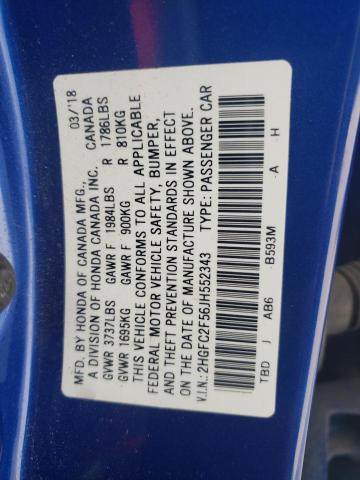 MFD. BY HONDA OF CANADA MFG., 03/'18
A DIVISION OF HONDA CANADA INC. CANADA
GVWR 3737LBS GAWR F 1984LBS R 1786LBS
GVWR 1695KG GAWR F 900KG R 810KG
THIS VEHICLE CONFORMS TO ALL APPLICABLE
FEDERAL MOTOR VEHICLE SAFETY, BUMPER,
AND THEFT PREVENTION STANDARDS IN EFFECT
ON THE DATE OF MANUFACTURE SHOWN ABOVE.
V.I.N.: 2HGFC2F56JH552343 TYPE: PASSENGER CAR
TBD J AB6 B593M A H